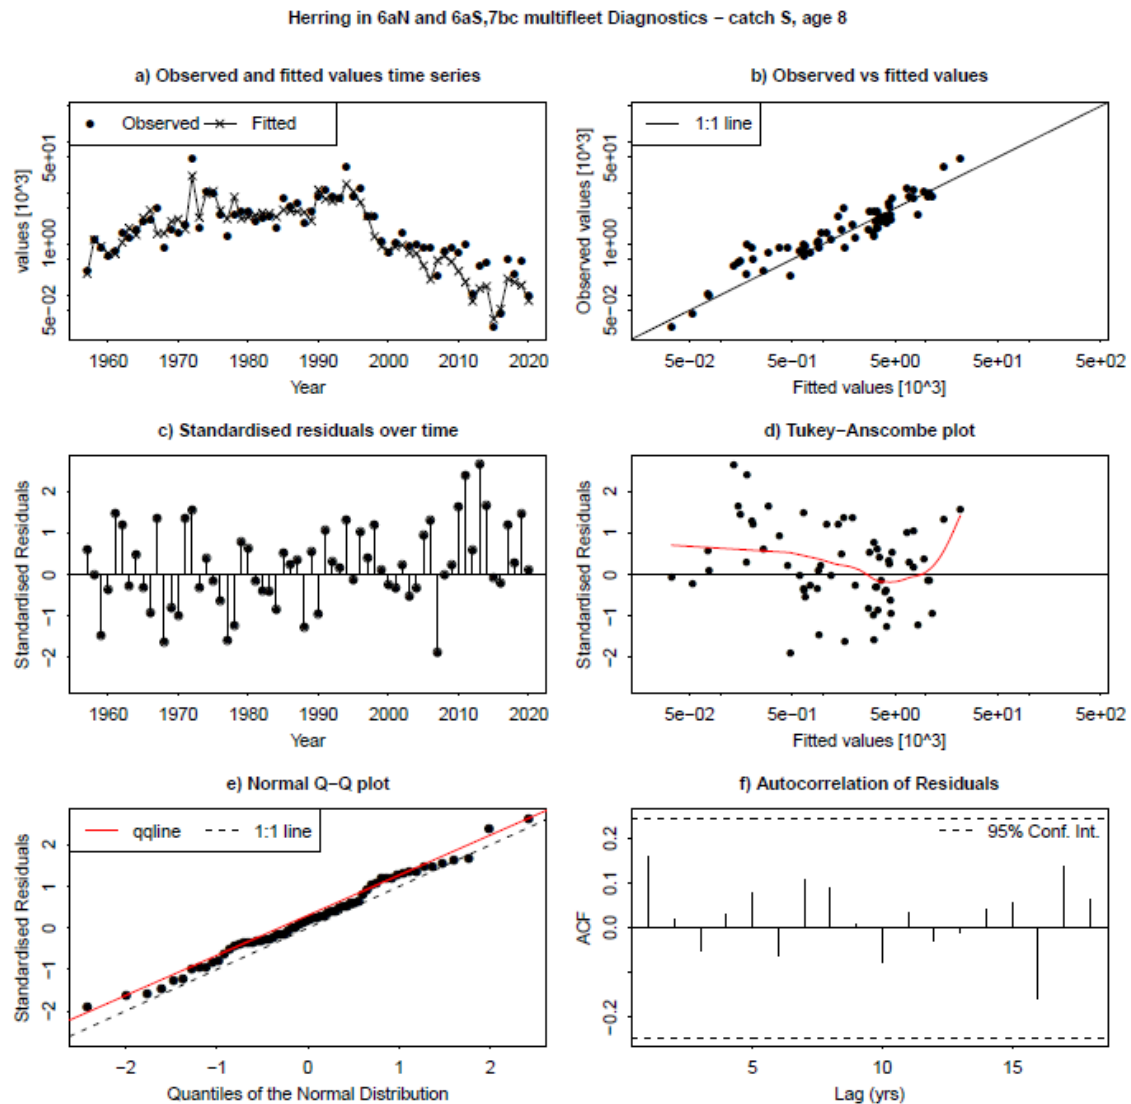 Herring in 6aN and 6aS,7bc multifleet Diagnostics − catch S, age 8
a) Observed and fitted values time series
Observed Fitted
values [10^3]
5e+01
1e+00
5e−02
1960 1970 1980 1990 2000 2010 2020
Year
b) Observed vs fitted values
1:1 line
Observed values [10^3]
5e+01
1e+00
5e−02
5e−02 5e−01 5e+00 5e+01 5e+02
Fitted values [10^3]
c) Standardised residuals over time
Standardised Residuals
2
1
0
−1
−2
1960 1970 1980 1990 2000 2010 2020
Year
d) Tukey−Anscombe plot
Standardised Residuals
2
1
0
−1
−2
5e−02 5e−01 5e+00 5e+01 5e+02
Fitted values [10^3]
e) Normal Q−Q plot
qqline 1:1 line
Standardised Residuals
2
1
0
−1
−2
−2 −1 0 1 2
Quantiles of the Normal Distribution
f) Autocorrelation of Residuals
95% Conf. Int.
ACF
0.2
0.1
0.0
−0.2
5 10 15
Lag (yrs)